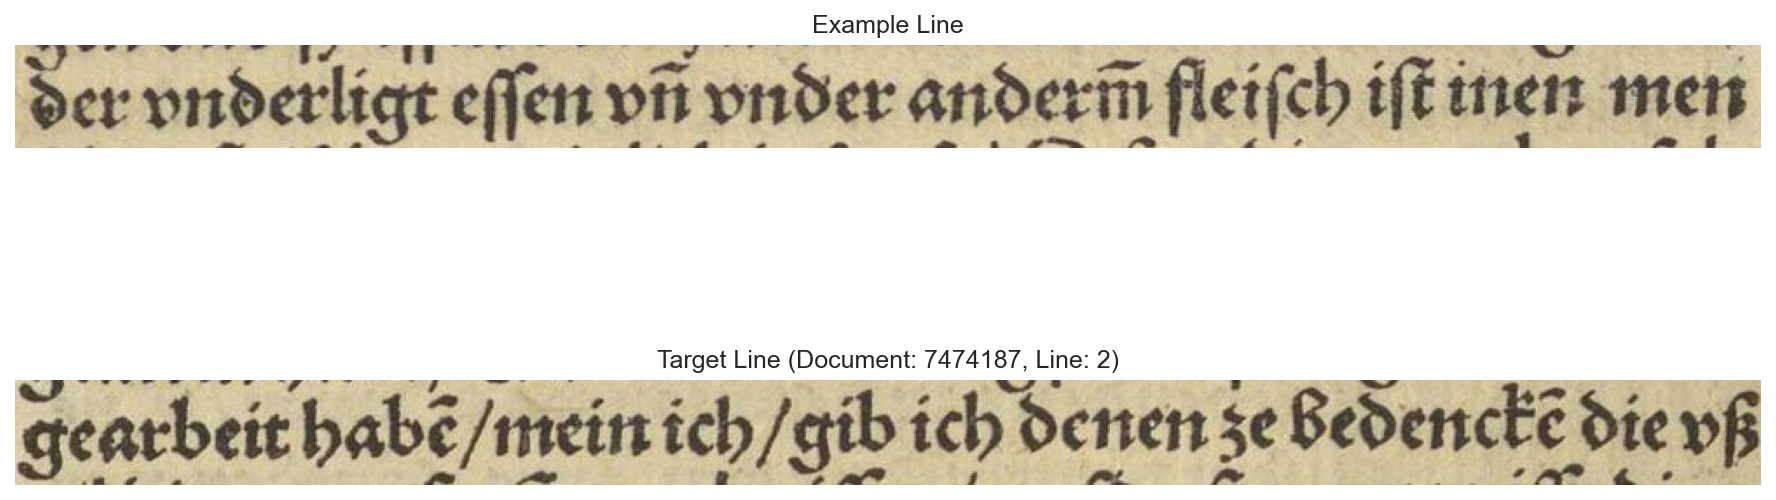 Example Line
der vnderligt eſſen vn̄ vnder anderm̄ fleiſch iſt inen men
Target Line (Document: 7474187, Line: 2)
gearbeit habē/mein ich/gib ich denen ze bedenckē die vß